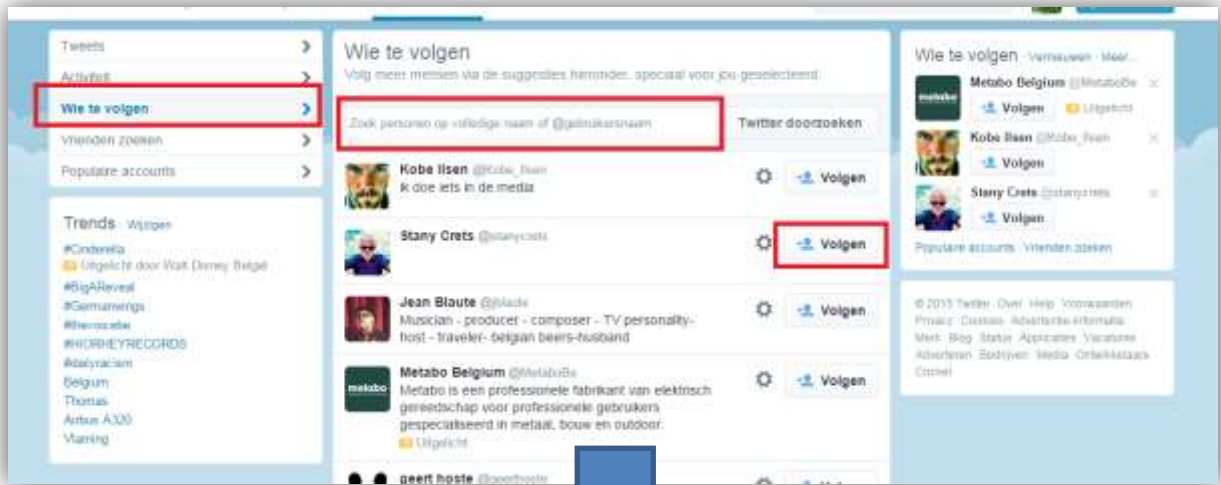 Tweets
Activiteit
Wie te volgen
Vrienden zoeken
Populaire accounts
Trends · Wijzigen
#Cinderella
Uitgelicht door Walt Disney België
#BigAReveal
#Germanwings
#dailyracism
Belgium
Thomas
Airbus A320
Vlaming
Wie te volgen
Volg meer mensen via de suggesties hieronder, speciaal voor jou geselecteerd.
Zoek personen op volledige naam of @gebruikersnaam
Twitter doorzoeken
Kobe Ilsen @Kobe_Ilsen
ik doe iets in de media
Volgen
Stany Crets @stanycrets
Volgen
Jean Blaute @jblaute
Musician - producer - composer - TV personality-
host - traveler- belgian beers-husband
Volgen
Metabo Belgium @MetaboBe
Metabo is een professionele fabrikant van elektrisch
gereedschap voor professionele gebruikers
gespecialiseerd in metaal, bouw en outdoor.
Uitgelicht
metabo
Volgen
geert hoste @geerthoste
Wie te volgen · Vernieuwen · Meer...
metabo
Metabo Belgium @MetaboBe
Volgen Uitgelicht
Kobe Ilsen @Kobe_Ilsen
Volgen
Stany Crets @stanycrets
Volgen
Populaire accounts · Vrienden zoeken
© 2015 Twitter Over Help Voorwaarden
Privacy Cookies Advertentie-informatie
Merk Blog Status Applicaties Vacatures
Adverteren Bedrijven Media Ontwikkelaars